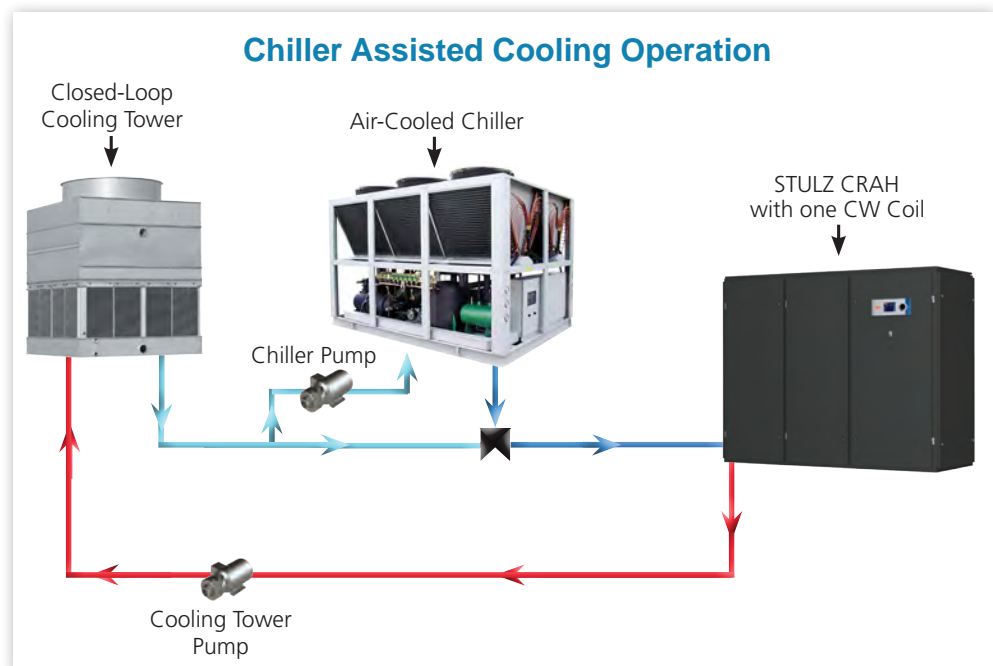 Chiller Assisted Cooling Operation
Closed-Loop
Cooling Tower
Air-Cooled Chiller
STULZ CRAH
with one CW Coil
Chiller Pump
Cooling Tower
Pump